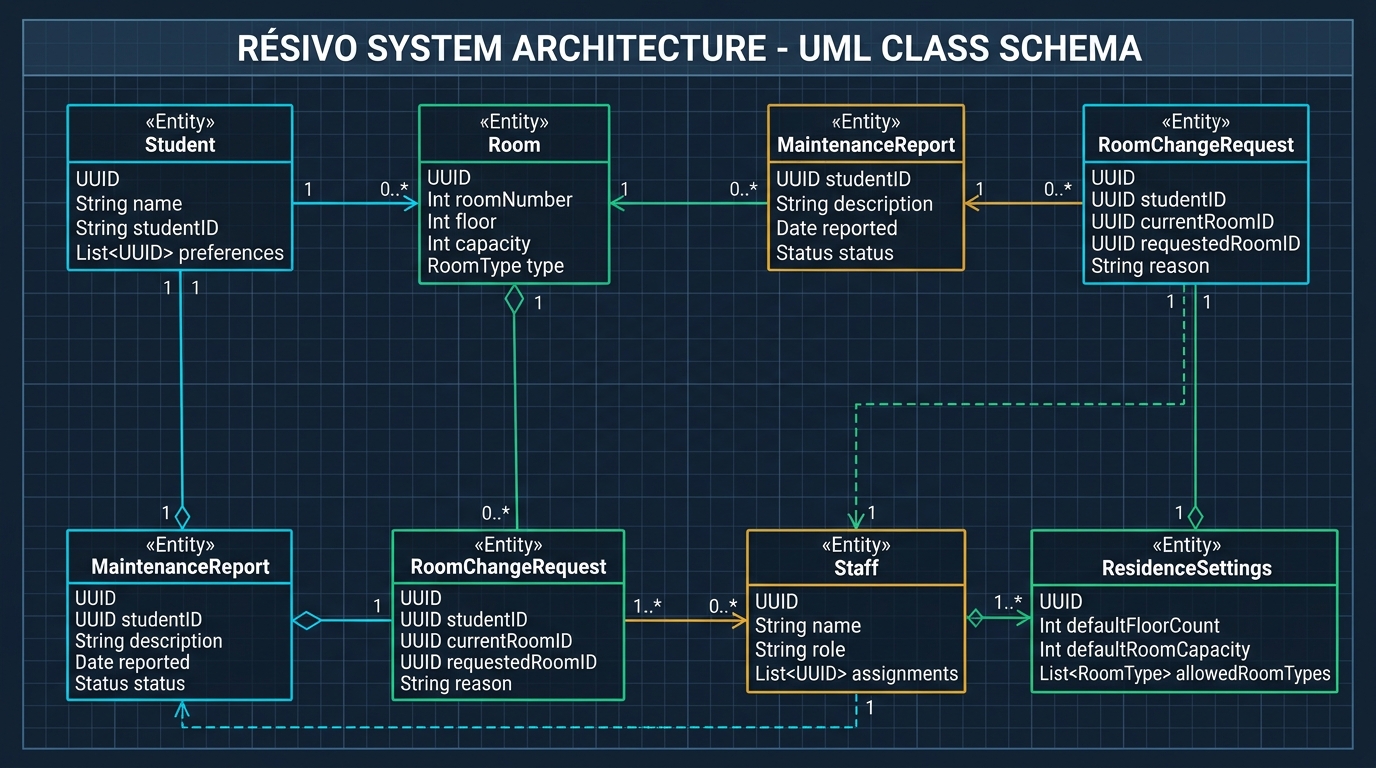 RÉSIVO SYSTEM ARCHITECTURE - UML CLASS SCHEMA
«Entity»
Student
UUID
String name
String studentID
List<UUID> preferences
1
0..*
«Entity»
Room
UUID
Int roomNumber
Int floor
Int capacity
RoomType type
1
0..*
«Entity»
MaintenanceReport
UUID studentID
String description
Date reported
Status status
1
0..*
«Entity»
RoomChangeRequest
UUID
UUID studentID
UUID currentRoomID
UUID requestedRoomID
String reason
1
1
1
1
1
1
0..*
1
1
«Entity»
MaintenanceReport
UUID
UUID studentID
String description
Date reported
Status status
1
«Entity»
RoomChangeRequest
UUID
UUID studentID
UUID currentRoomID
UUID requestedRoomID
String reason
1..*
0..*
«Entity»
Staff
UUID
String name
String role
List<UUID> assignments
1..*
«Entity»
ResidenceSettings
UUID
Int defaultFloorCount
Int defaultRoomCapacity
List<RoomType> allowedRoomTypes
1